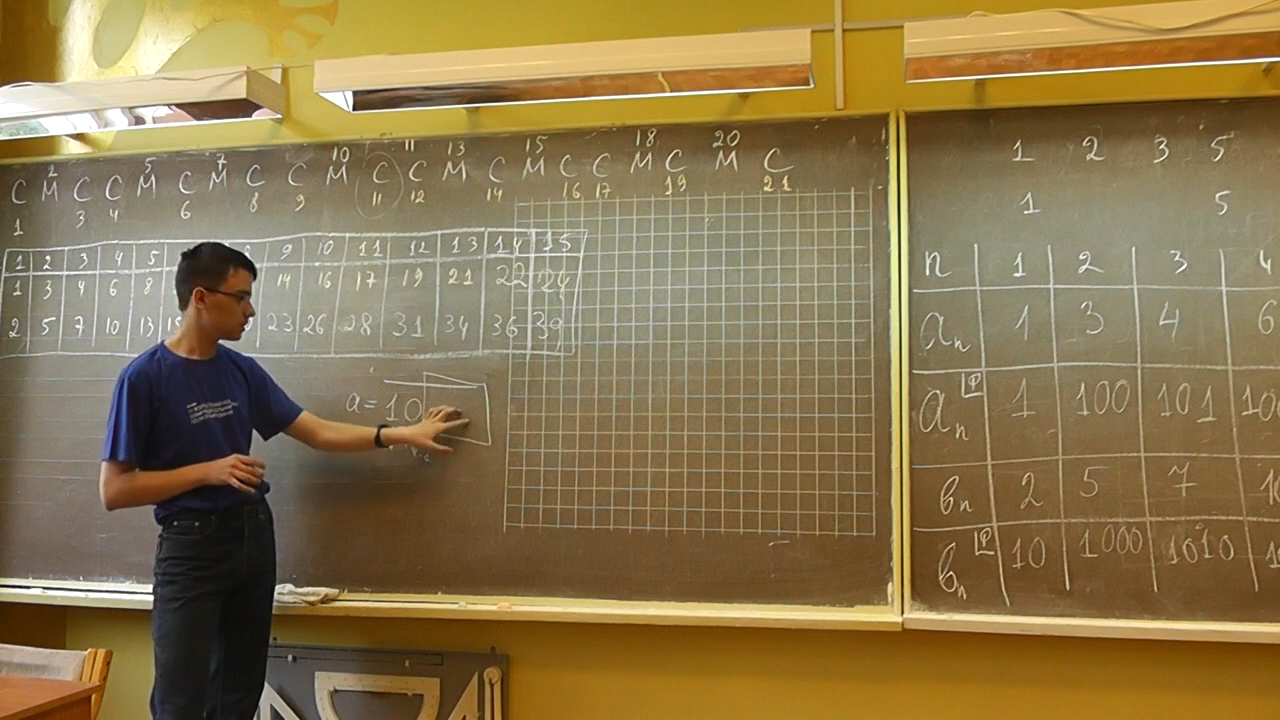 2 5 7 10 11 13 15 18 20
С М С С М С М С С М С С М С М С С М С М С
1 3 4 6 8 9 11 12 14 16 17 19 21
1 2 3 4 5 9 10 11 12 13 14 15
1 3 4 6 8 14 16 17 19 21 22 24
2 5 7 10 13 23 26 28 31 34 36 39
a = 10
1 2 3 5
1 5
n 1 2 3 4
aₙ 1 3 4 6
aₙ 1 100 101 10
вₙ 2 5 7
вₙ 10 1000 1010